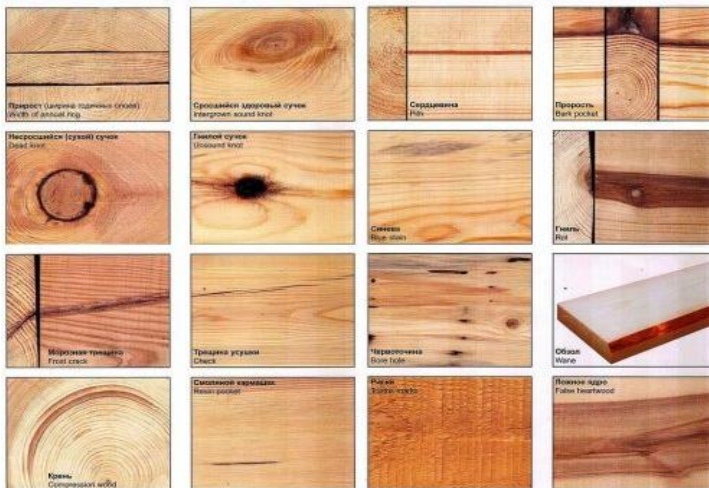 Прирост (ширина годичных слоев)
Width of annual ring
Сросшийся здоровый сучок
Intergrown sound knot
Сердцевина
Pith
Прорость
Bark pocket
Несросшийся (сухой) сучок
Dead knot
Гнилой сучок
Unsound knot
Синева
Blue stain
Гниль
Rot
Морозная трещина
Frost crack
Трещина усушки
Check
Червоточина
Bore hole
Обзол
Wane
Крень
Compression wood
Смоляной кармашек
Resin pocket
Риски
Ложное ядро
False heartwood